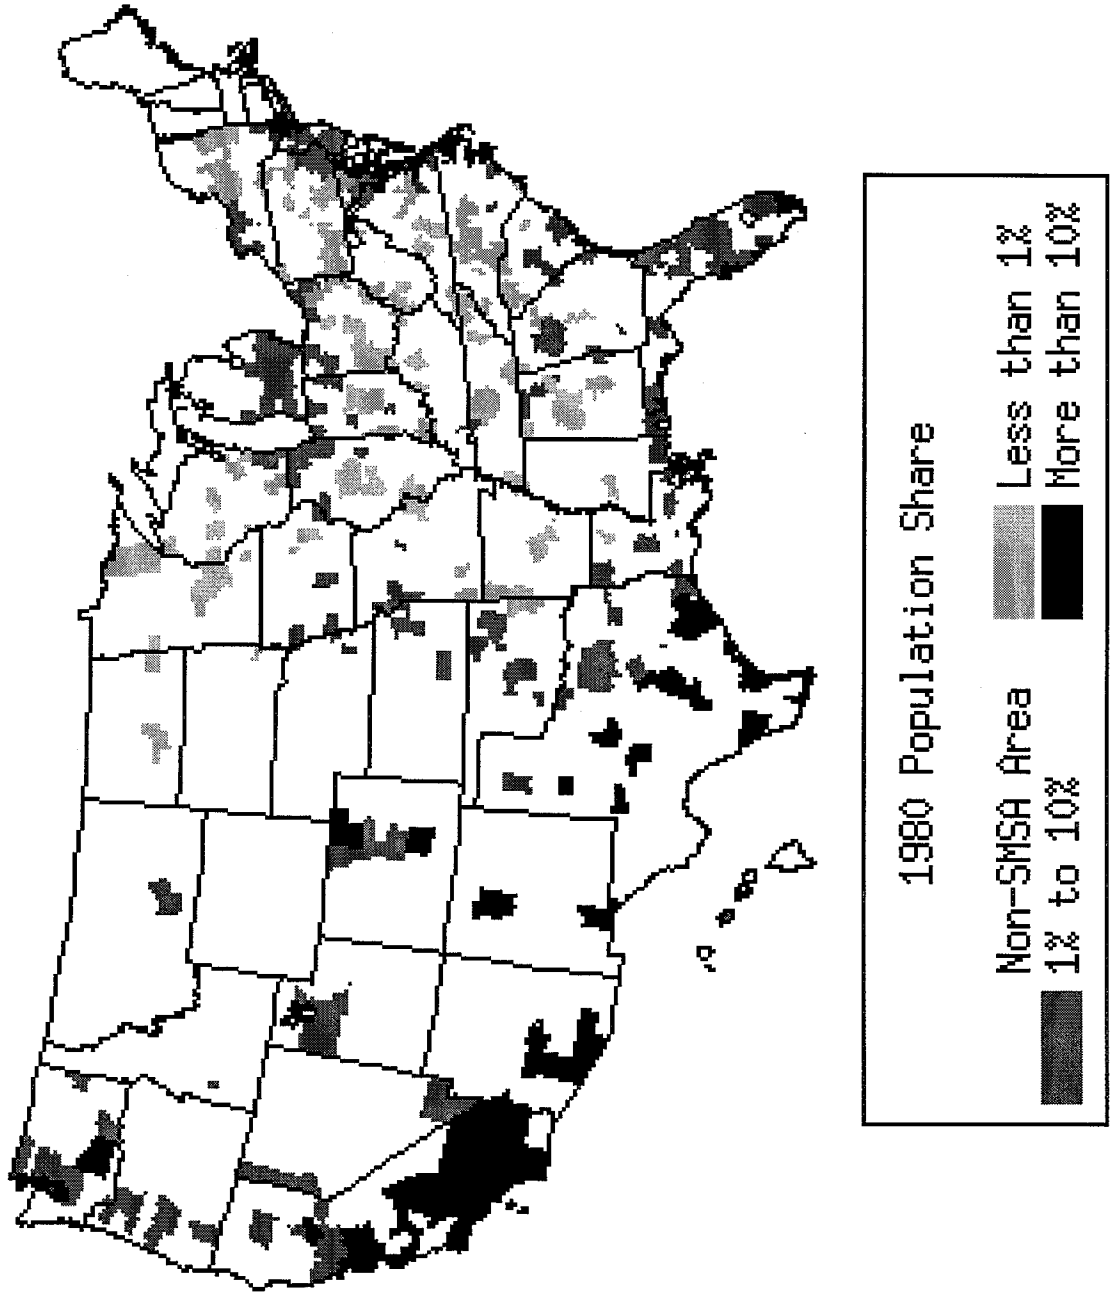 1980 Population Share
Non-SMSA Area
Less than 1%
1% to 10%
More than 10%